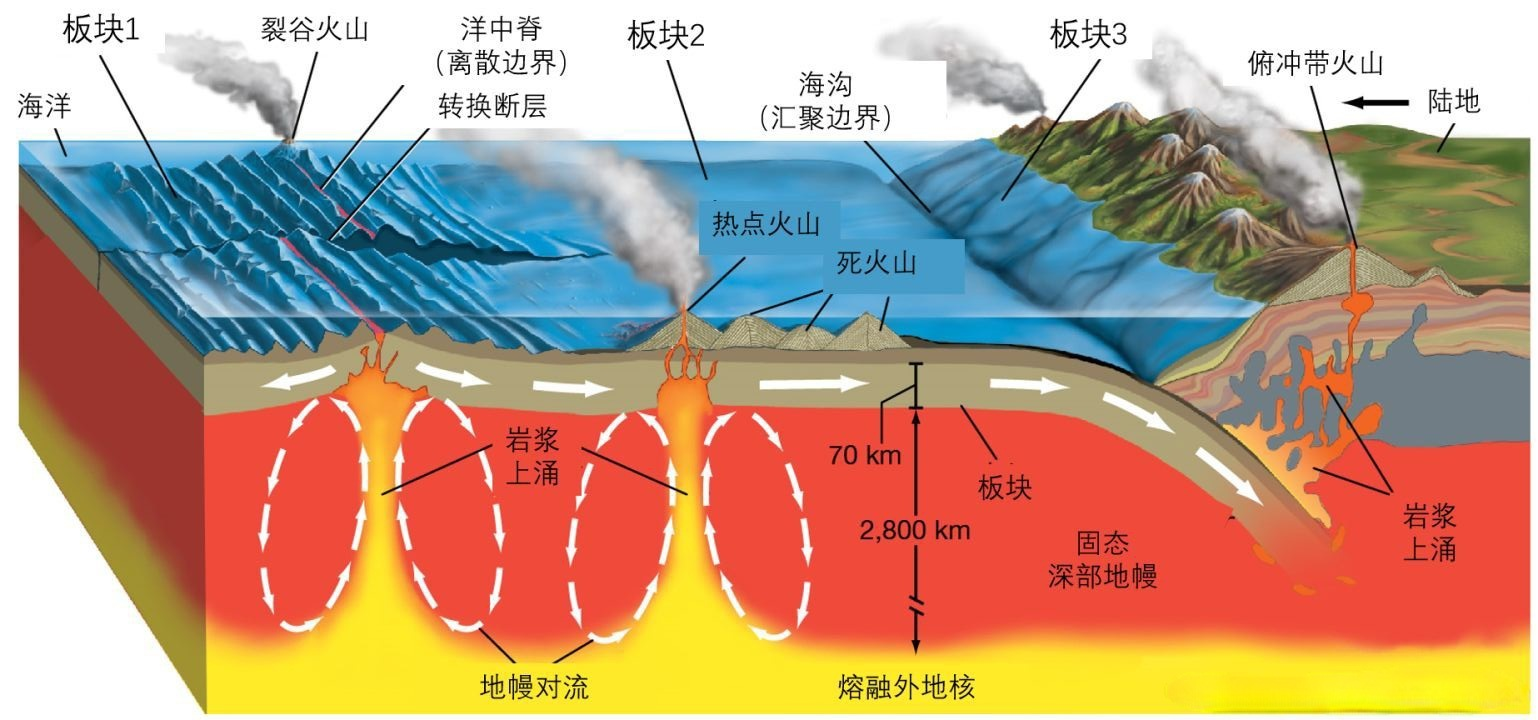 板块1
裂谷火山
洋中脊
（离散边界）
板块2
板块3
海沟
（汇聚边界）
俯冲带火山
海洋
转换断层
陆地
热点火山
死火山
岩浆
上涌
70 km
板块
2,800 km
固态
深部地幔
岩浆
上涌
地幔对流
熔融外地核